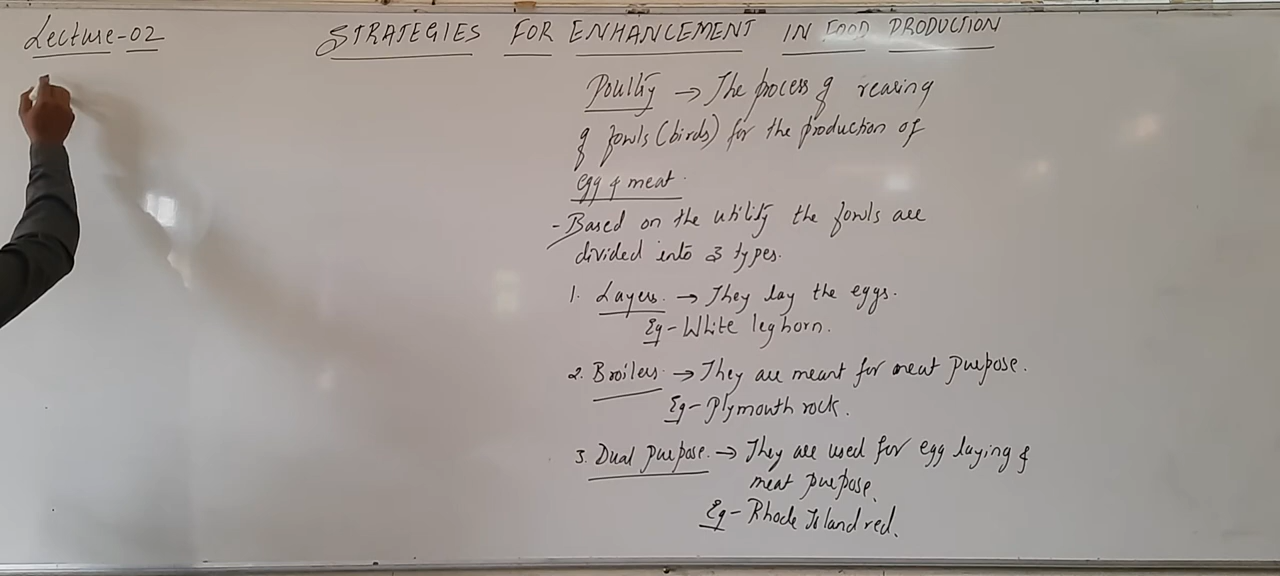 Lecture-02
STRATEGIES FOR ENHANCEMENT IN FOOD PRODUCTION
Poultry → The process of rearing
of fowls (birds) for the production of
egg & meat.
- Based on the utility the fowls are
divided into 3 types.
1. Layers. → They lay the eggs.
Eg - White leghorn.
2. Broilers → They are meant for meat purpose.
Eg - Plymouth rock.
3. Dual purpose. → They are used for egg laying &
meat purpose.
Eg - Rhode Island red.